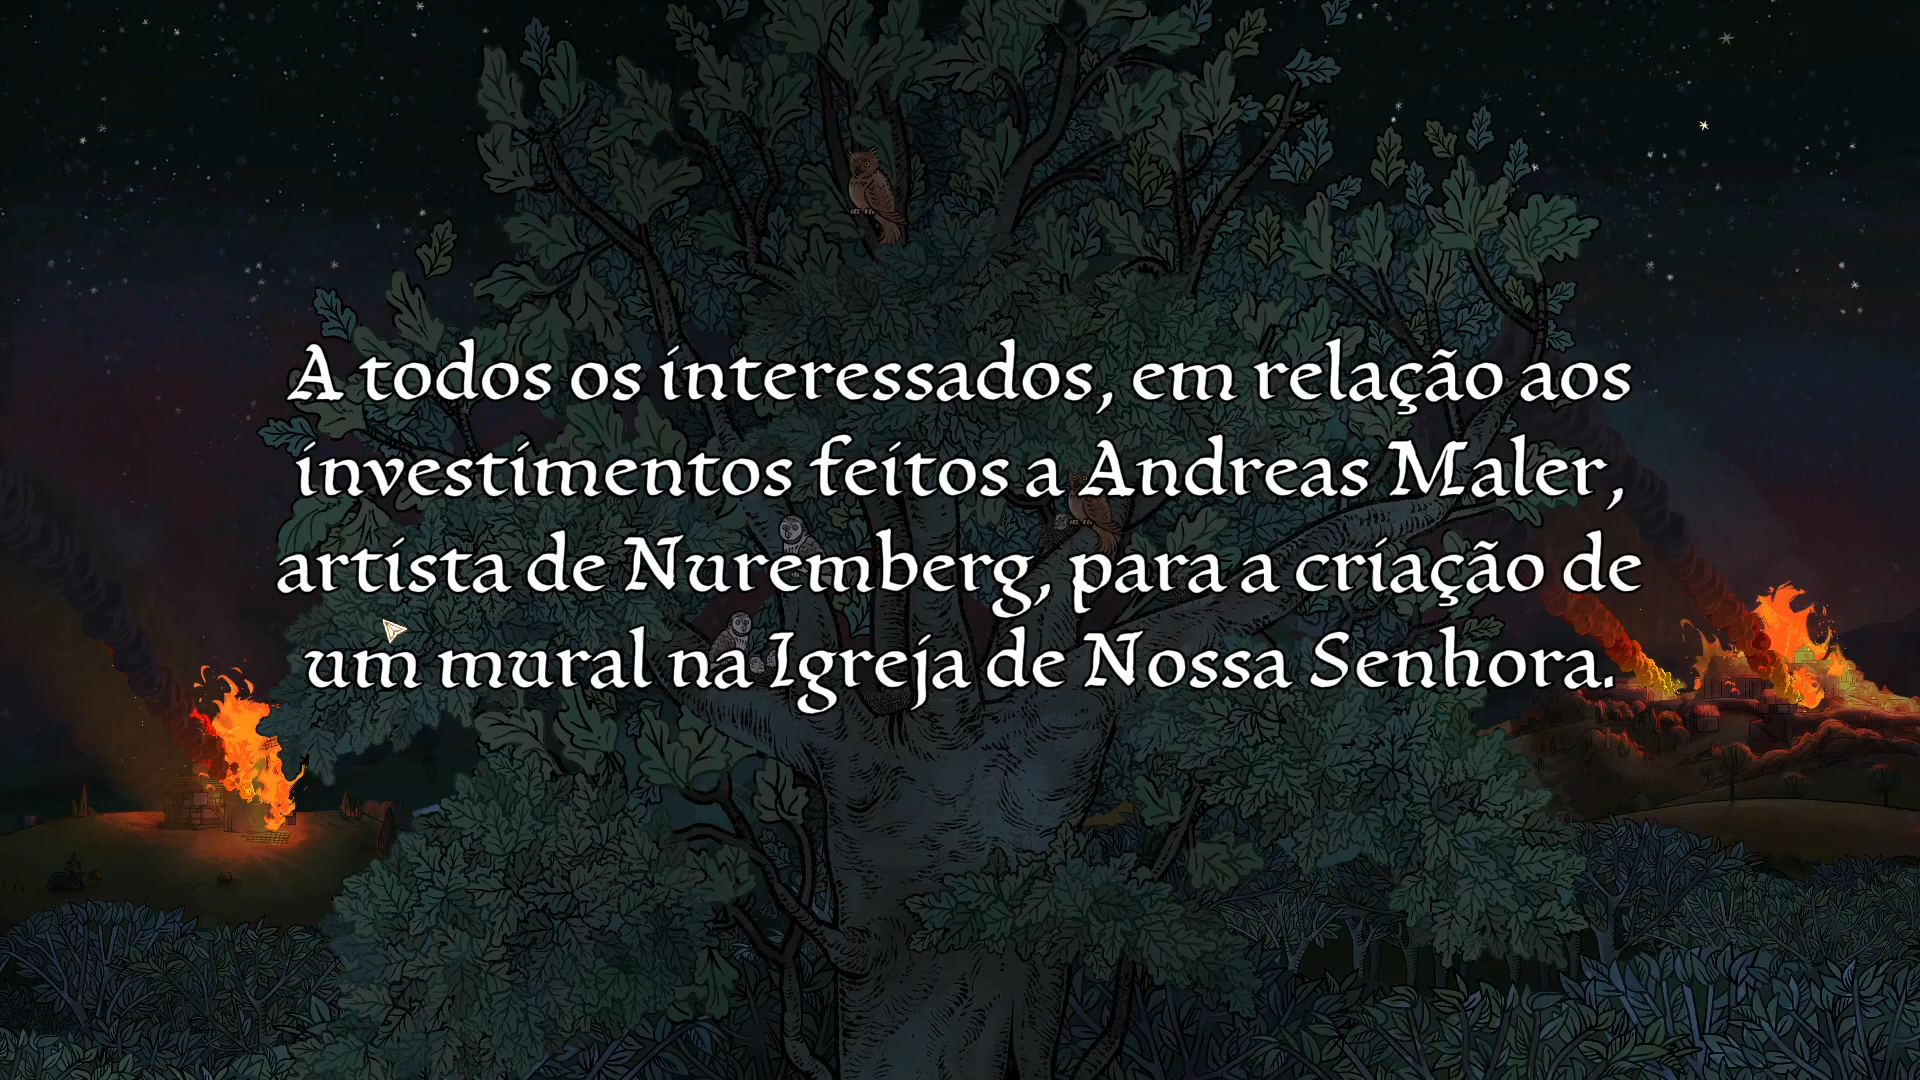 A todos os interessados, em relação aos
investimentos feitos a Andreas Maler,
artista de Nuremberg, para a criação de
um mural na Igreja de Nossa Senhora.